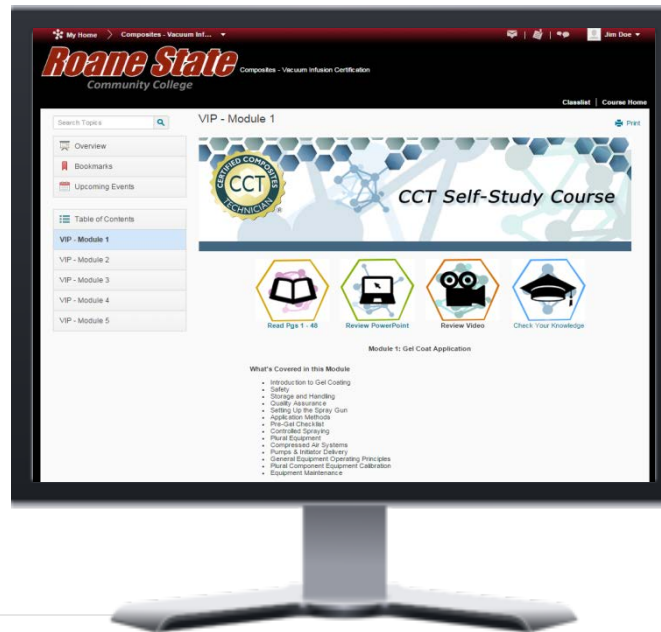 My Home
Composites - Vacuum Inf...
Jim Doe
Roane State
Community College
Composites - Vacuum Infusion Certification
Classlist | Course Home
Search Topics
VIP - Module 1
Print
Overview
Bookmarks
Upcoming Events
Table of Contents
VIP - Module 1
VIP - Module 2
VIP - Module 3
VIP - Module 4
VIP - Module 5
CERTIFIED COMPOSITES
CCT
TECHNICIAN
CCT Self-Study Course
Read Pgs 1 - 48
Review PowerPoint
Review Video
Check Your Knowledge
Module 1: Gel Coat Application
What's Covered in this Module
Introduction to Gel Coating
Safety
Storage and Handling
Quality Assurance
Setting Up the Spray Gun
Application Methods
Pre-Gel Checklist
Controlled Spraying
Plural Equipment
Compressed Air Systems
Pumps & Initiator Delivery
General Equipment Operating Principles
Plural Component Equipment Calibration
Equipment Maintenance